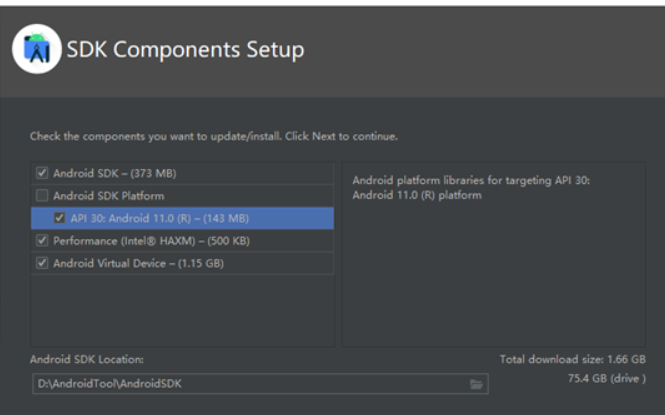 SDK Components Setup
Check the components you want to update/install. Click Next to continue.
Android SDK – (373 MB)
Android SDK Platform
API 30: Android 11.0 (R) – (143 MB)
Performance (Intel® HAXM) – (500 KB)
Android Virtual Device – (1.15 GB)
Android platform libraries for targeting API 30:
Android 11.0 (R) platform
Android SDK Location:
D:\AndroidTool\AndroidSDK
Total download size: 1.66 GB
75.4 GB (drive )